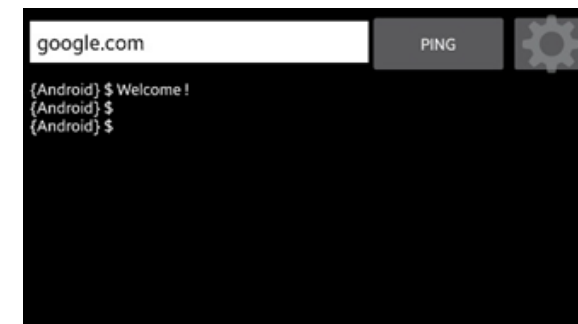 google.com
PING
{Android} $ Welcome !
{Android} $
{Android} $